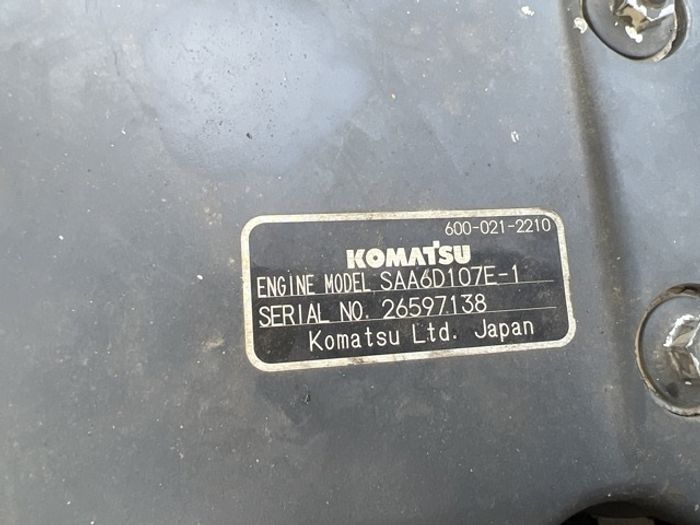 600-021-2210
KOMATSU
ENGINE MODEL SAA6D107E-1
SERIAL NO. 26597138
Komatsu Ltd. Japan